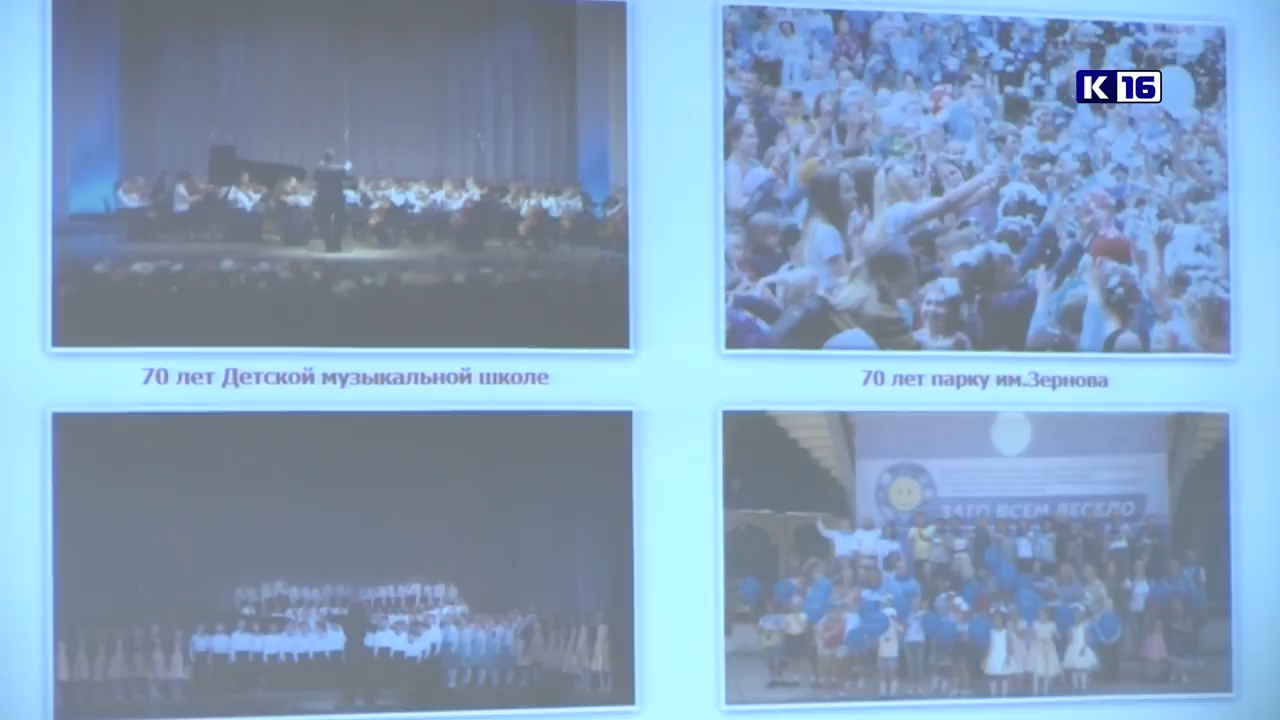 K 16
70 лет Детской музыкальной школе
70 лет парку им.Зернова
ЗАТО ВСЕМ ВЕСЕЛО